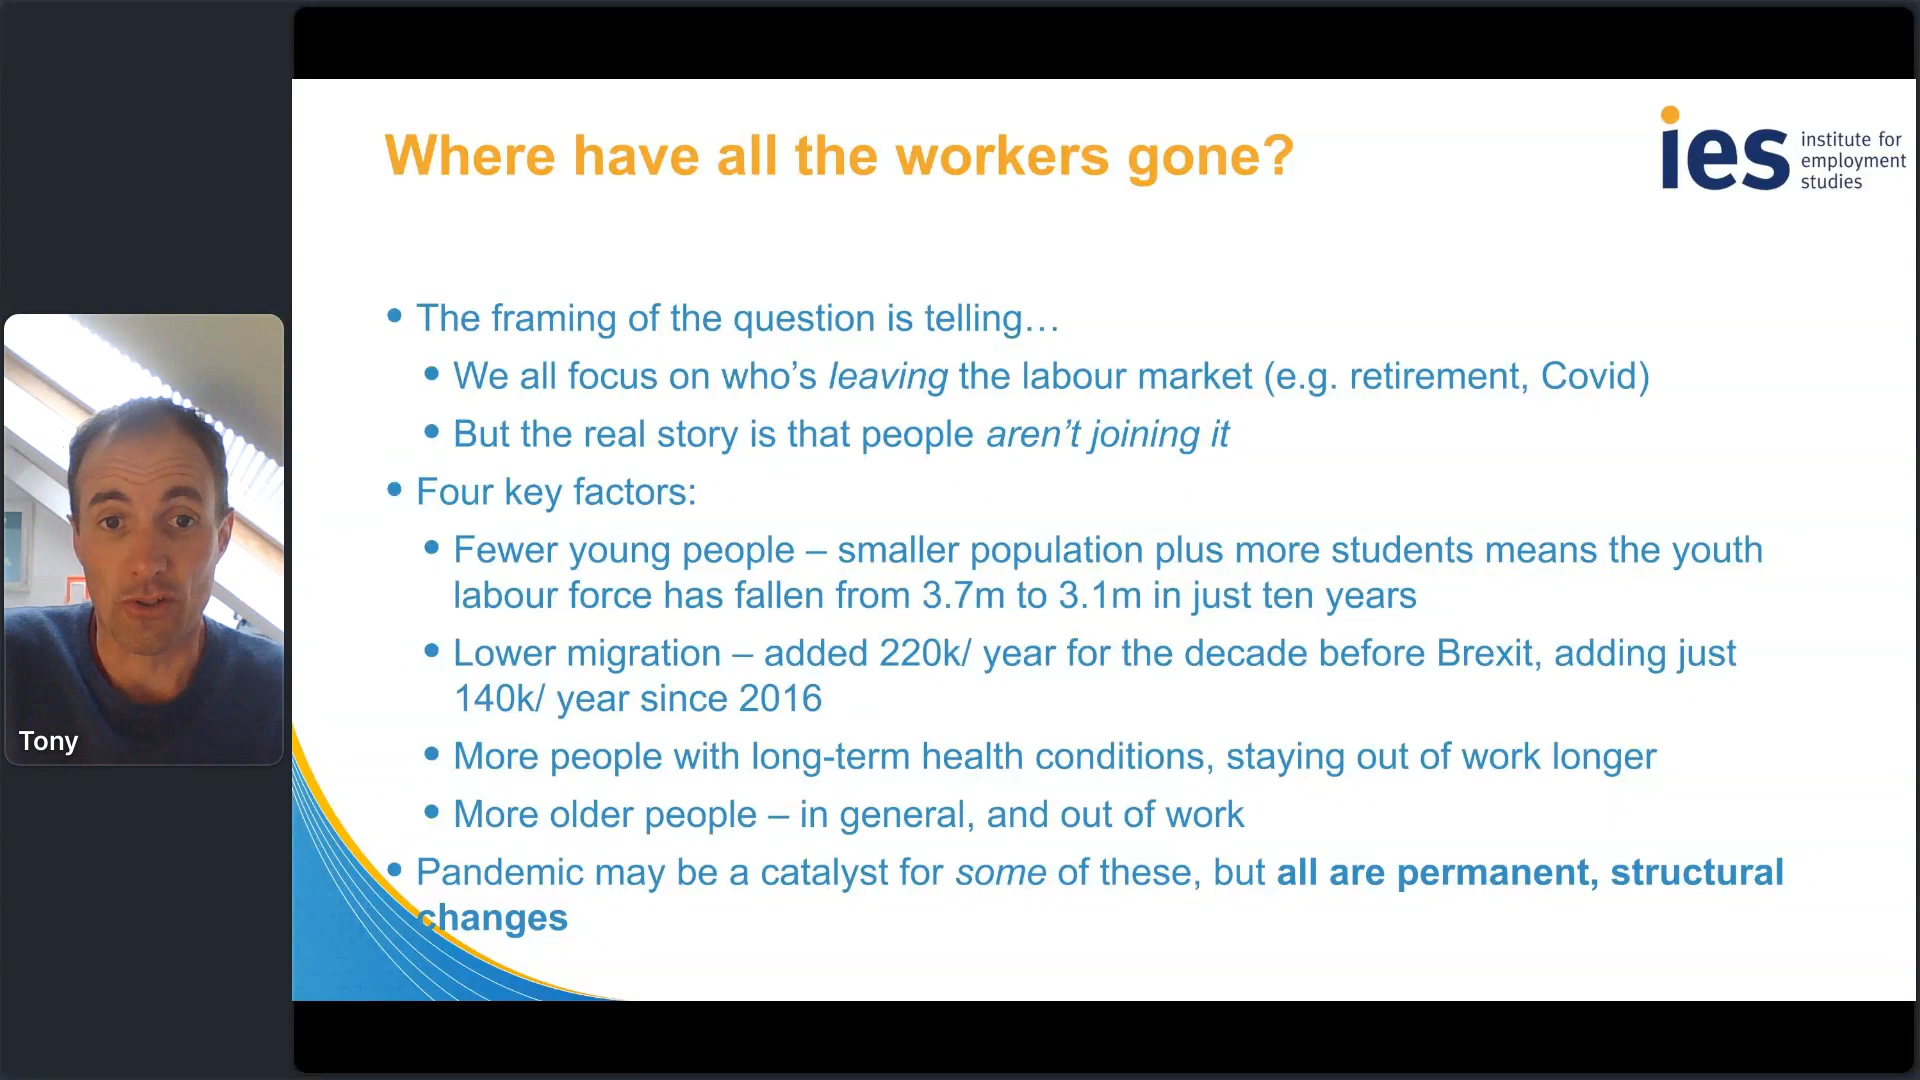 Where have all the workers gone?
ies
institute for
employment
studies
• The framing of the question is telling…
• We all focus on who’s leaving the labour market (e.g. retirement, Covid)
• But the real story is that people aren’t joining it
• Four key factors:
• Fewer young people – smaller population plus more students means the youth
labour force has fallen from 3.7m to 3.1m in just ten years
• Lower migration – added 220k/ year for the decade before Brexit, adding just
140k/ year since 2016
• More people with long-term health conditions, staying out of work longer
• More older people – in general, and out of work
• Pandemic may be a catalyst for some of these, but all are permanent, structural
changes
Tony